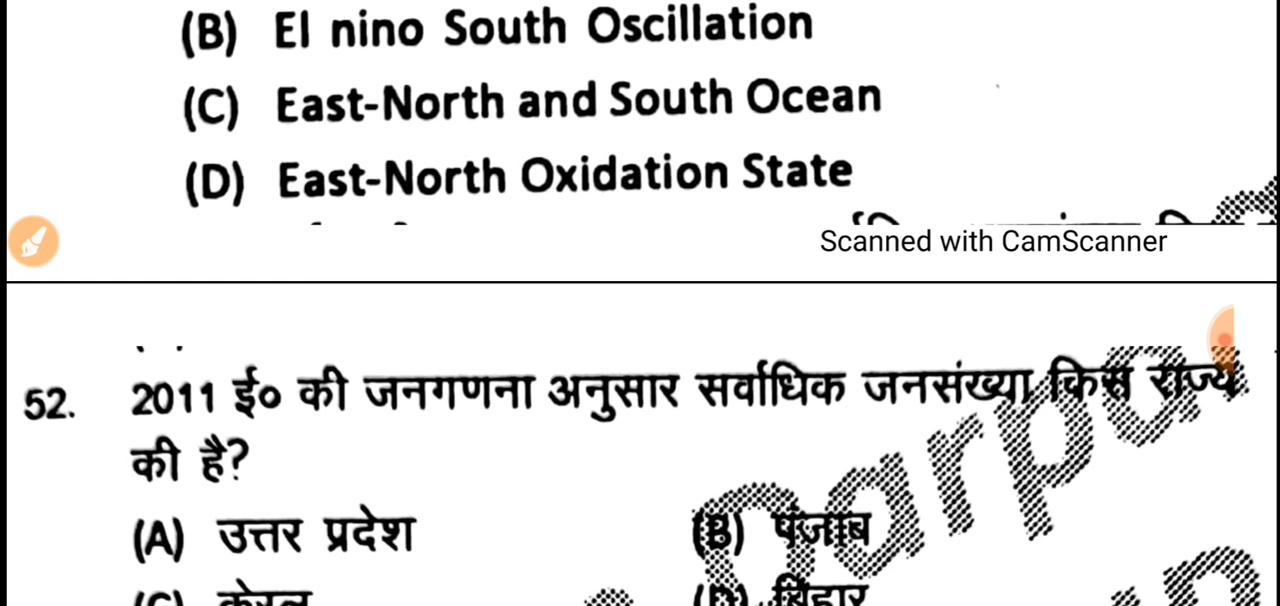 (B) El nino South Oscillation
(C) East-North and South Ocean
(D) East-North Oxidation State
Scanned with CamScanner
52. 2011 ई० की जनगणना अनुसार सर्वाधिक जनसंख्या किस राज्य
की है?
(A) उत्तर प्रदेश (B) पंजाब
(C) केरल (D) बिहार